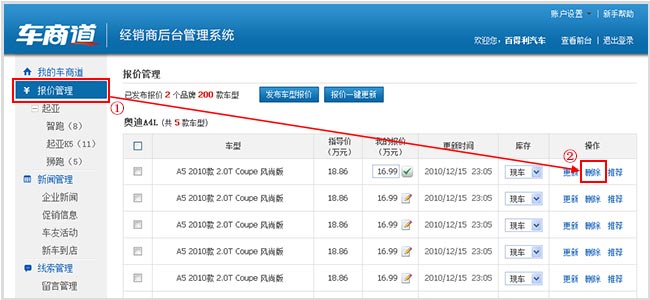 账户设置 | 新手帮助
车商道 | 经销商后台管理系统
欢迎您，百得利汽车 查看前台 | 退出登录
我的车商道
¥ 报价管理
起亚
智跑（8）
起亚K5（11）
狮跑（5）
新闻管理
企业新闻
促销信息
车友活动
新车到店
线索管理
留言管理
①
报价管理
已发布报价 2 个品牌 200 款车型 发布车型报价 报价一键更新
奥迪A4L（共 5 款车型）
②
车型 指导价（万元） 我的报价（万元） 更新时间 库存 操作
A5 2010款 2.0T Coupe 风尚版 18.86 16.99 2010/12/15 23:05 现车 更新 删除 推荐
A5 2010款 2.0T Coupe 风尚版 18.86 16.99 2010/12/15 23:05 现车 更新 删除 推荐
A5 2010款 2.0T Coupe 风尚版 18.86 16.99 2010/12/15 23:05 现车 更新 删除 推荐
A5 2010款 2.0T Coupe 风尚版 18.86 16.99 2010/12/15 23:05 现车 更新 删除 推荐
A5 2010款 2.0T Coupe 风尚版 18.86 16.99 2010/12/15 23:05 现车 更新 删除 推荐